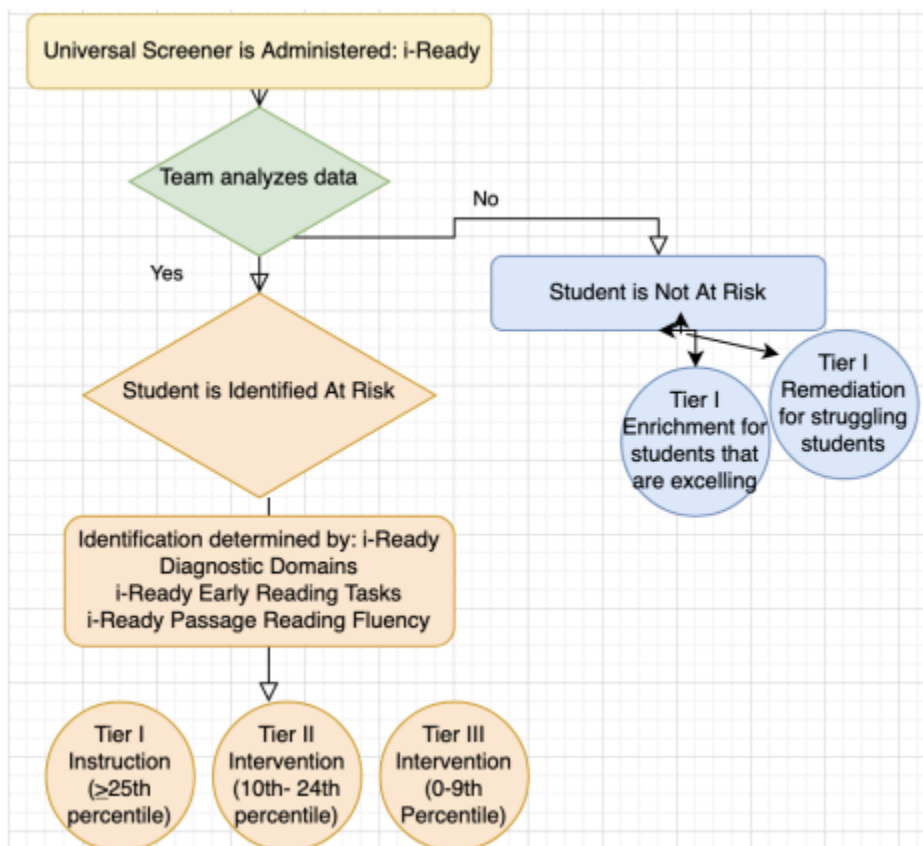 Universal Screener is Administered: i-Ready
Team analyzes data
No
Yes
Student is Not At Risk
Student is Identified At Risk
Tier I
Enrichment for
students that
are excelling
Tier I
Remediation
for struggling
students
Identification determined by: i-Ready
Diagnostic Domains
i-Ready Early Reading Tasks
i-Ready Passage Reading Fluency
Tier I
Instruction
(≥25th
percentile)
Tier II
Intervention
(10th- 24th
percentile)
Tier III
Intervention
(0-9th
Percentile)